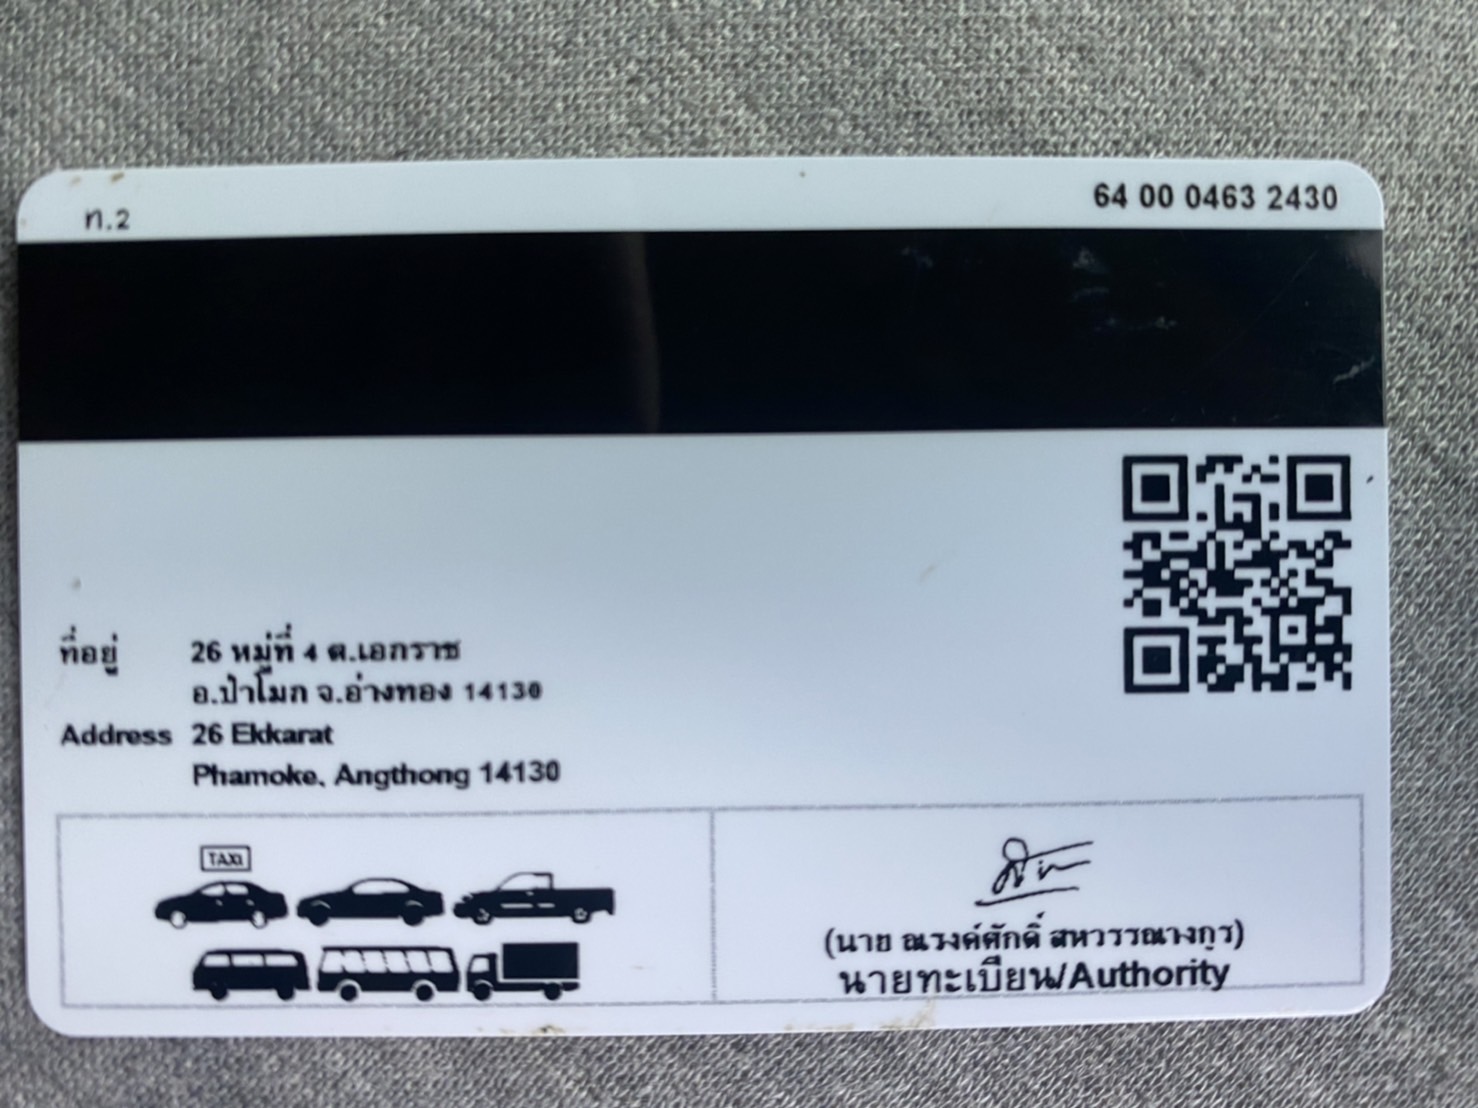 64 00 0463 2430
ท.2
ที่อยู่ 26 หมู่ที่ 4 ต.เอกราช
อ.ป่าโมก จ.อ่างทอง 14130
Address 26 Ekkarat
Phamoke, Angthong 14130
TAXI
(นาย ณรงค์ศักดิ์ สหวรรณางกูร)
นายทะเบียน/Authority